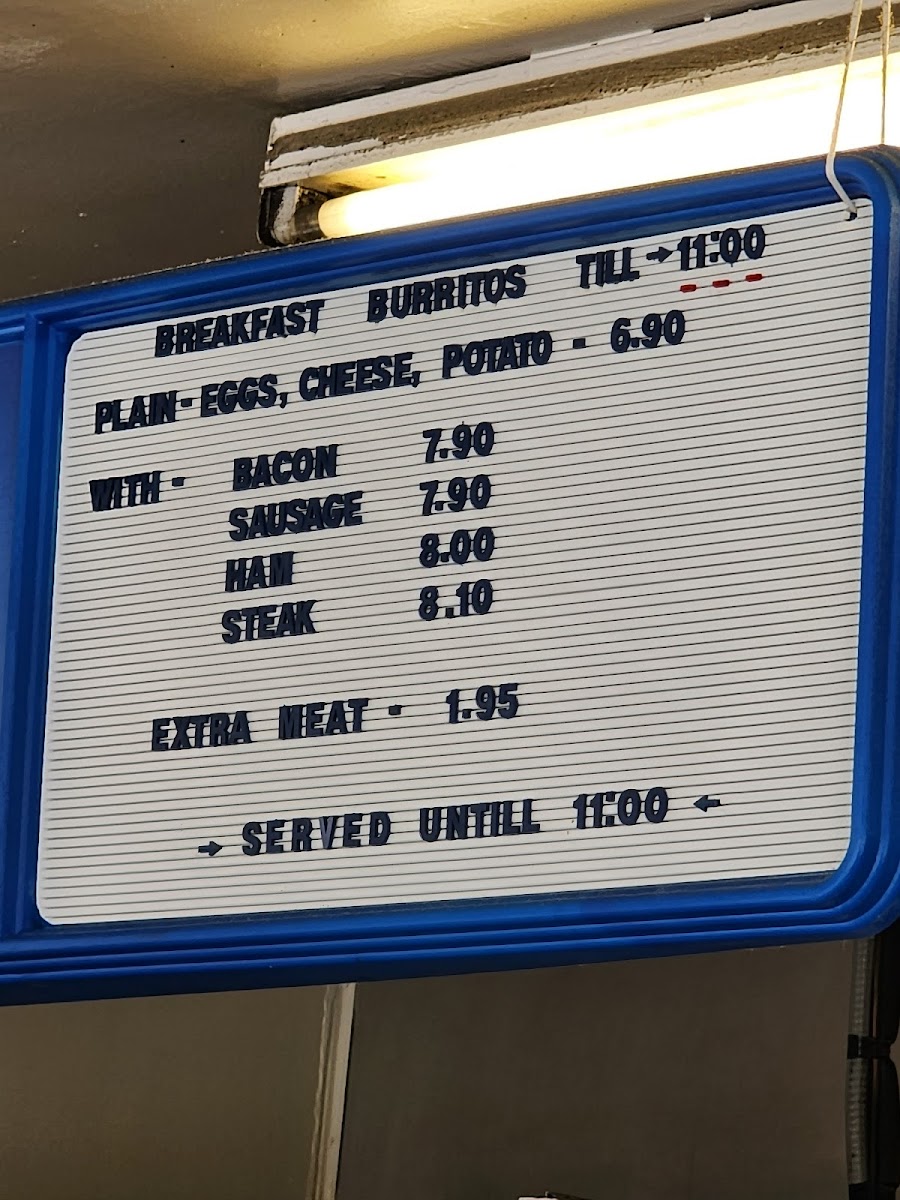 BREAKFAST BURRITOS TILL →11:00
PLAIN - EGGS, CHEESE, POTATO - 6.90
WITH - BACON 7.90
SAUSAGE 7.90
HAM 8.00
STEAK 8.10
EXTRA MEAT - 1.95
→ SERVED UNTILL 11:00 ←